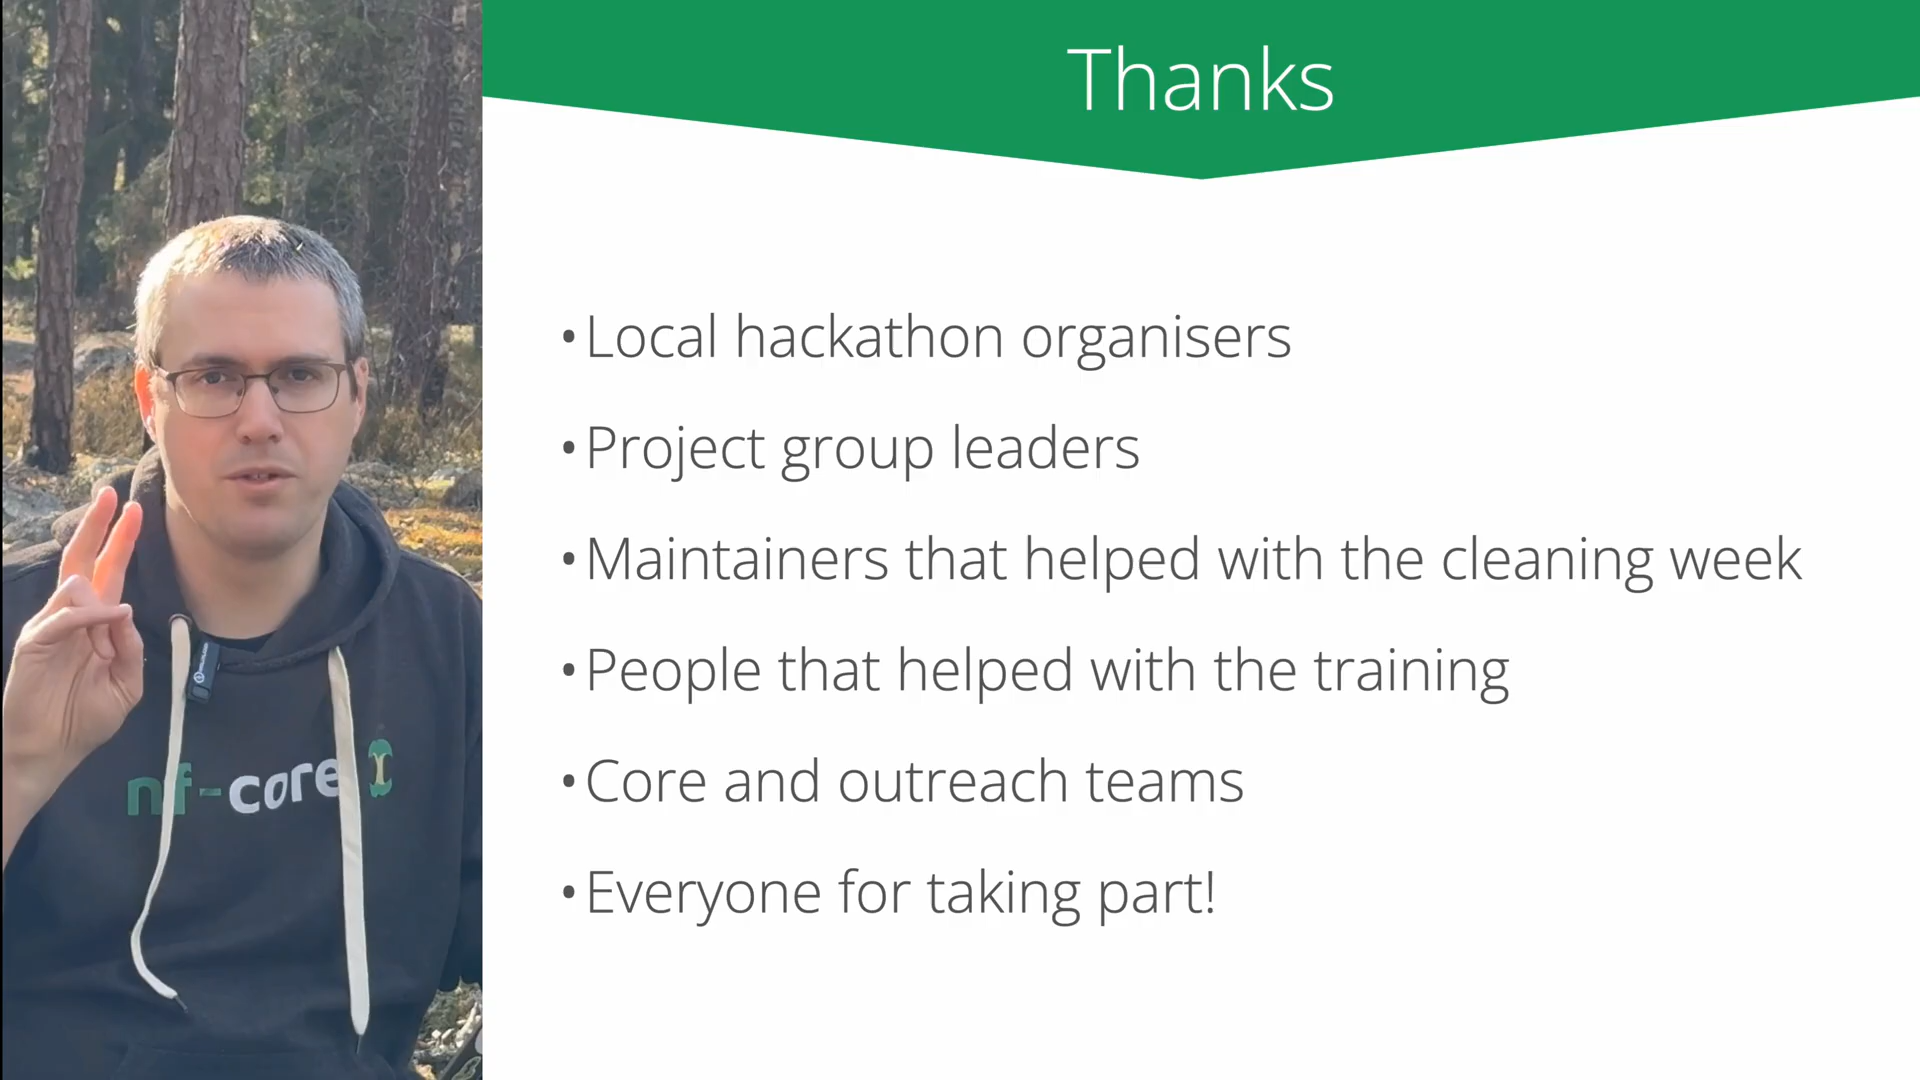 Thanks
• Local hackathon organisers
• Project group leaders
• Maintainers that helped with the cleaning week
• People that helped with the training
• Core and outreach teams
• Everyone for taking part!
nf-core